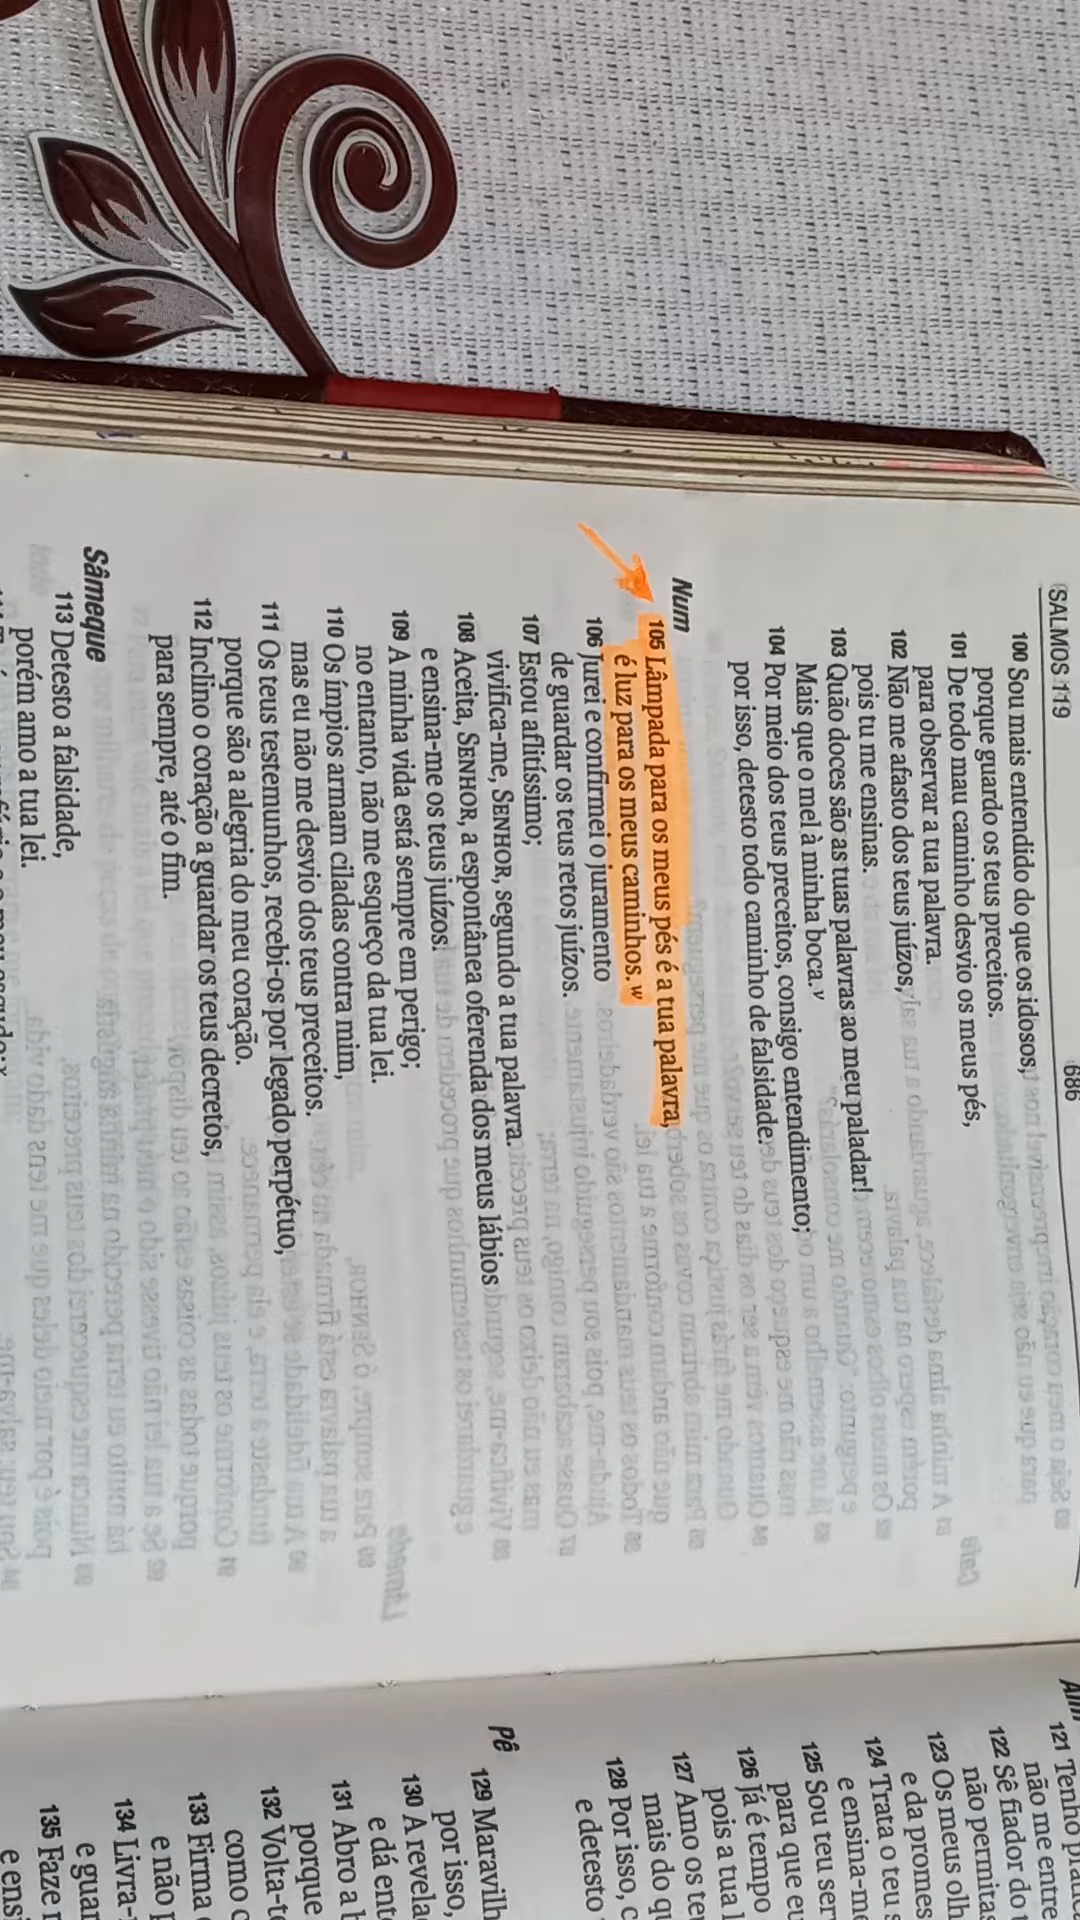 SALMOS 119
686
100 Sou mais entendido do que os idosos,
porque guardo os teus preceitos.
101 De todo mau caminho desvio os meus pés,
para observar a tua palavra.
102 Não me afasto dos teus juízos,
pois tu me ensinas.
103 Quão doces são as tuas palavras ao meu paladar!
Mais que o mel à minha boca. v
104 Por meio dos teus preceitos, consigo entendimento;
por isso, detesto todo caminho de falsidade.
Num
105 Lâmpada para os meus pés é a tua palavra,
é luz para os meus caminhos. w
106 Jurei e confirmei o juramento
de guardar os teus retos juízos.
107 Estou aflitíssimo;
vivifica-me, SENHOR, segundo a tua palavra.
108 Aceita, SENHOR, a espontânea oferenda dos meus lábios
e ensina-me os teus juízos.
109 A minha vida está sempre em perigo;
no entanto, não me esqueço da tua lei.
110 Os ímpios armam ciladas contra mim,
mas eu não me desvio dos teus preceitos.
111 Os teus testemunhos, recebi-os por legado perpétuo,
porque são a alegria do meu coração.
112 Inclino o coração a guardar os teus decretos,
para sempre, até o fim.
Sâmeque
113 Detesto a falsidade,
porém amo a tua lei.
121 Tenho
não me entre
122 Sê fiador do
não permitas
123 Os meus olh
e da promes
124 Trata o teu s
e ensina-me
125 Sou teu serv
para que eu
126 Já é tempo
pois a tua l
127 Amo os teu
mais do qu
128 Por isso, c
e detesto
Pê
129 Maravilh
por isso,
130 A revela
e dá ent
131 Abro a b
porque
132 Volta-t
como c
133 Firma
e não p
134 Livra-
e guar
135 Faze r
e ensi